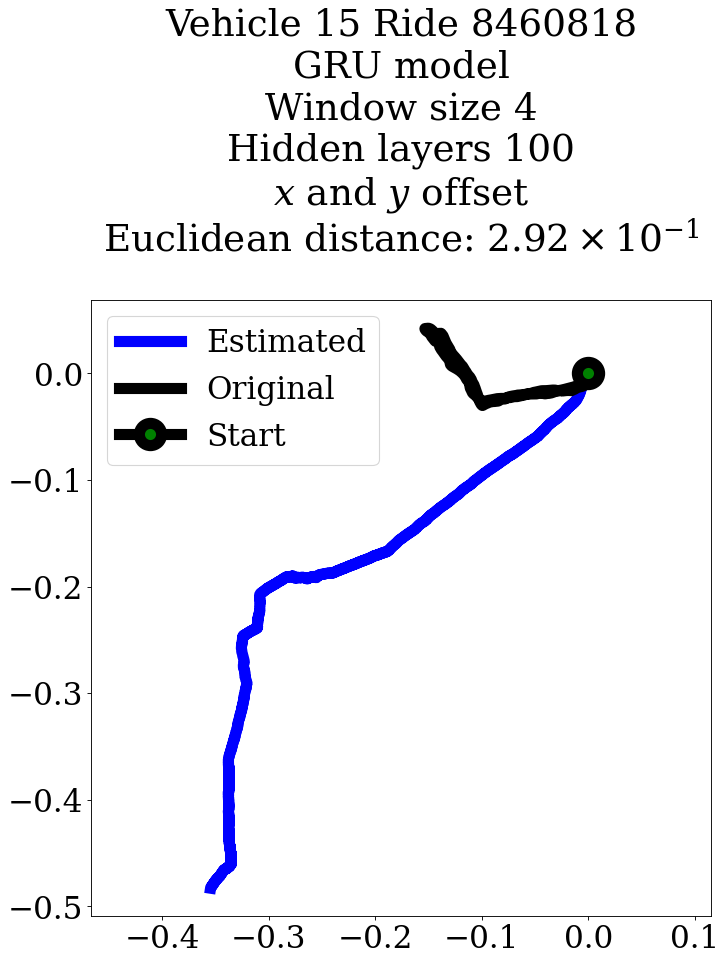 Vehicle 15 Ride 8460818
GRU model
Window size 4
Hidden layers 100
x and y offset
Euclidean distance: 2.92 × 10⁻¹
Estimated
Original
Start
0.0
−0.1
−0.2
−0.3
−0.4
−0.5
−0.4 −0.3 −0.2 −0.1 0.0 0.1